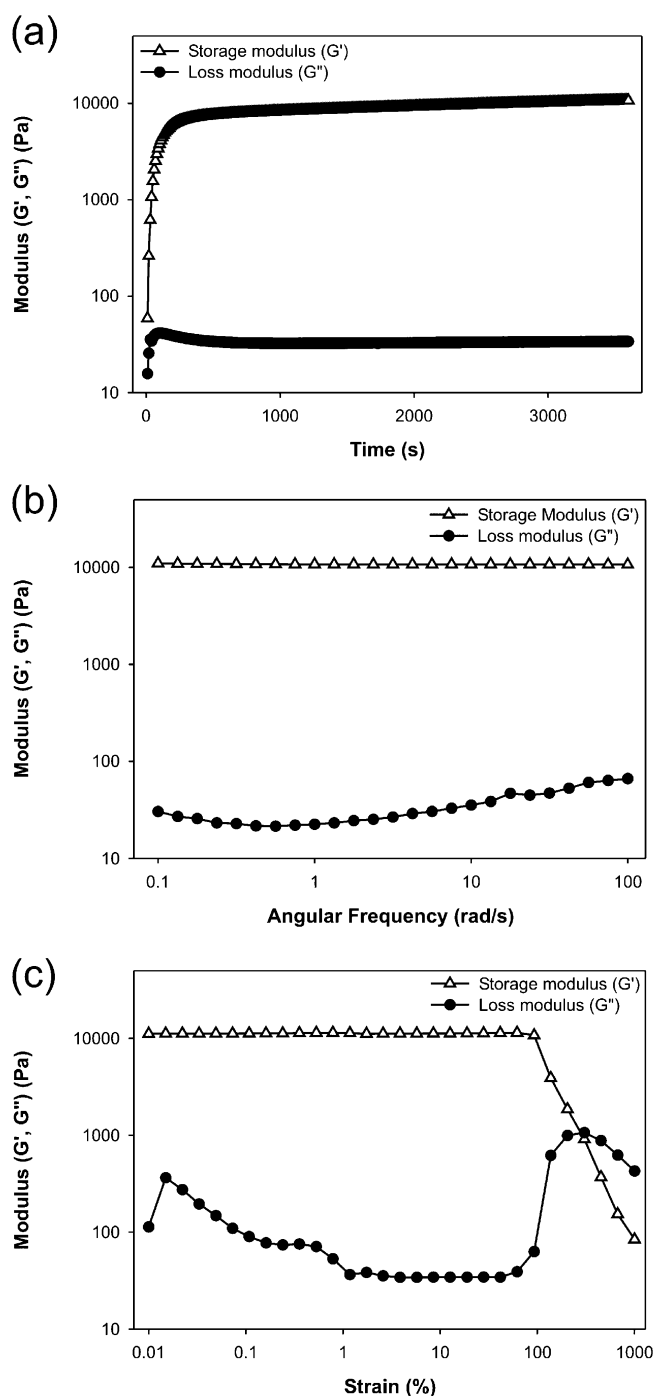 (a)
Storage modulus (G')
Loss modulus (G")
Modulus (G', G") (Pa)
10000
1000
100
10
0 1000 2000 3000
Time (s)
(b)
Storage Modulus (G')
Loss modulus (G")
Modulus (G', G") (Pa)
10000
1000
100
10
0.1 1 10 100
Angular Frequency (rad/s)
(c)
Storage modulus (G')
Loss modulus (G")
Modulus (G', G") (Pa)
10000
1000
100
10
0.01 0.1 1 10 100 1000
Strain (%)